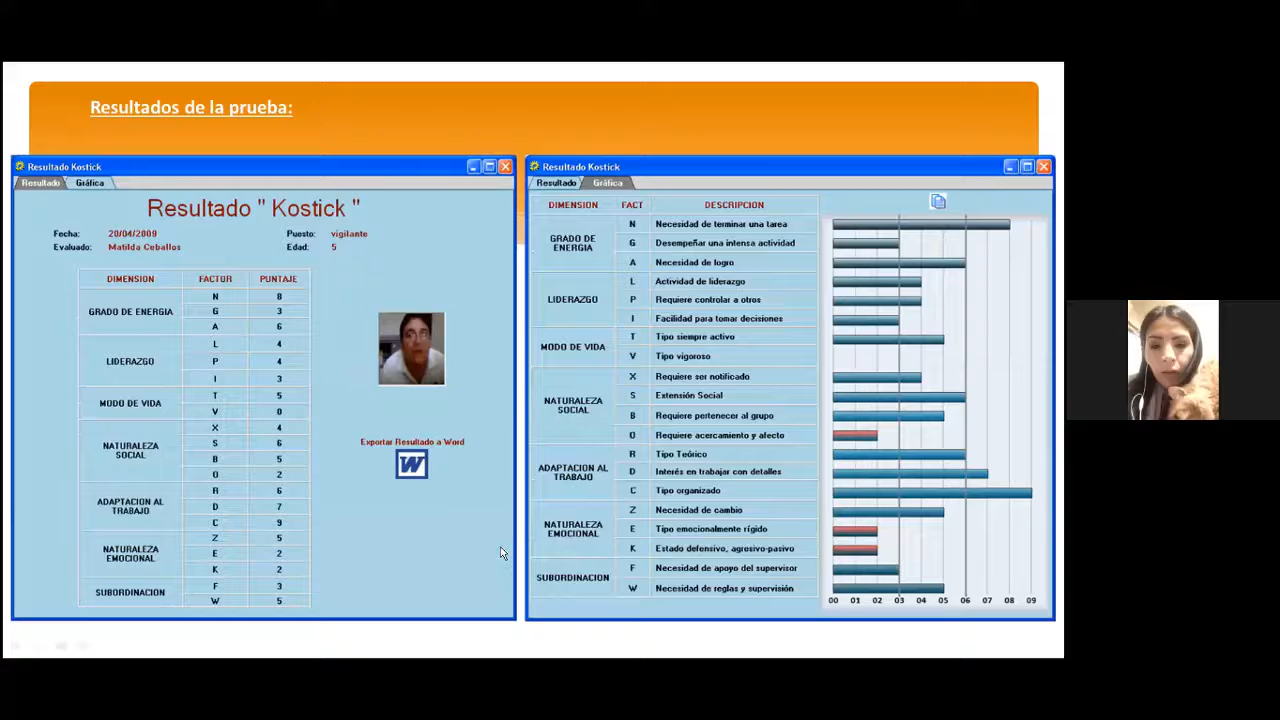 Resultados de la prueba:
Resultado Kostick
Resultado Gráfica
Resultado " Kostick "
Fecha: 20/04/2009 Puesto: vigilante
Evaluado: Matilda Ceballos Edad: 5
DIMENSION FACTOR PUNTAJE
GRADO DE ENERGIA
N 8
G 3
A 6
LIDERAZGO
L 4
P 4
I 3
MODO DE VIDA
T 5
V 0
NATURALEZA
SOCIAL
X 4
S 6
B 5
O 2
ADAPTACION AL
TRABAJO
R 6
D 7
C 9
NATURALEZA
EMOCIONAL
Z 5
E 2
K 2
SUBORDINACION
F 3
W 5
Exportar Resultado a Word
W
Resultado Kostick
Resultado Gráfica
DIMENSION FACT DESCRIPCION
GRADO DE
ENERGIA
N Necesidad de terminar una tarea
G Desempeñar una intensa actividad
A Necesidad de logro
LIDERAZGO
L Actividad de liderazgo
P Requiere controlar a otros
I Facilidad para tomar decisiones
MODO DE VIDA
T Tipo siempre activo
V Tipo vigoroso
NATURALEZA
SOCIAL
X Requiere ser notificado
S Extensión Social
B Requiere pertenecer al grupo
O Requiere acercamiento y afecto
ADAPTACION AL
TRABAJO
R Tipo Teórico
D Interés en trabajar con detalles
C Tipo organizado
NATURALEZA
EMOCIONAL
Z Necesidad de cambio
E Tipo emocionalmente rígido
K Estado defensivo, agresivo-pasivo
SUBORDINACION
F Necesidad de apoyo del supervisor
W Necesidad de reglas y supervisión
00 01 02 03 04 05 06 07 08 09